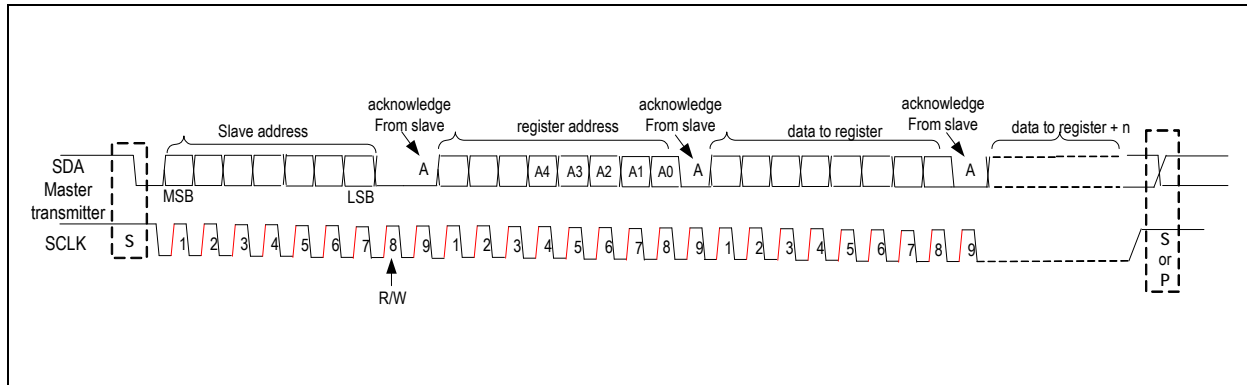 acknowledge
From slave
acknowledge
From slave
acknowledge
From slave
Slave address
register address
data to register
data to register + n
SDA
Master
transmitter
SCLK
A
A4 A3 A2 A1 A0
A
A
MSB
LSB
S
1 2 3 4 5 6 7 8 9 1 2 3 4 5 6 7 8 9 1 2 3 4 5 6 7 8 9
S
or
P
R/W